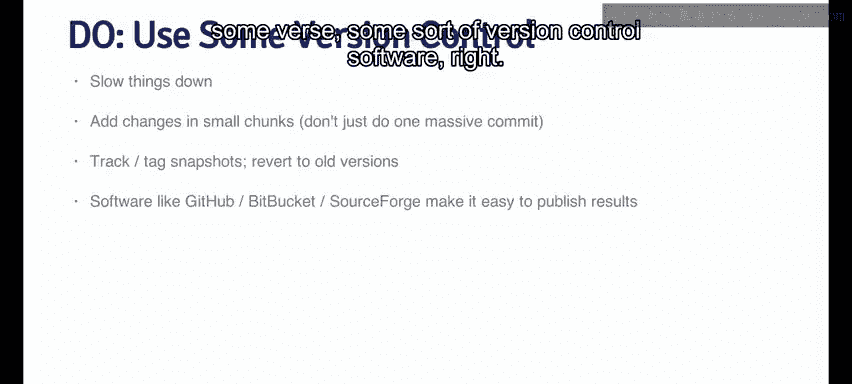 DO: Use Some Version Control
some verse, some sort of version control
software, right.
· Slow things down
· Add changes in small chunks (don't just do one massive commit)
· Track / tag snapshots; revert to old versions
· Software like GitHub / BitBucket / SourceForge make it easy to publish results